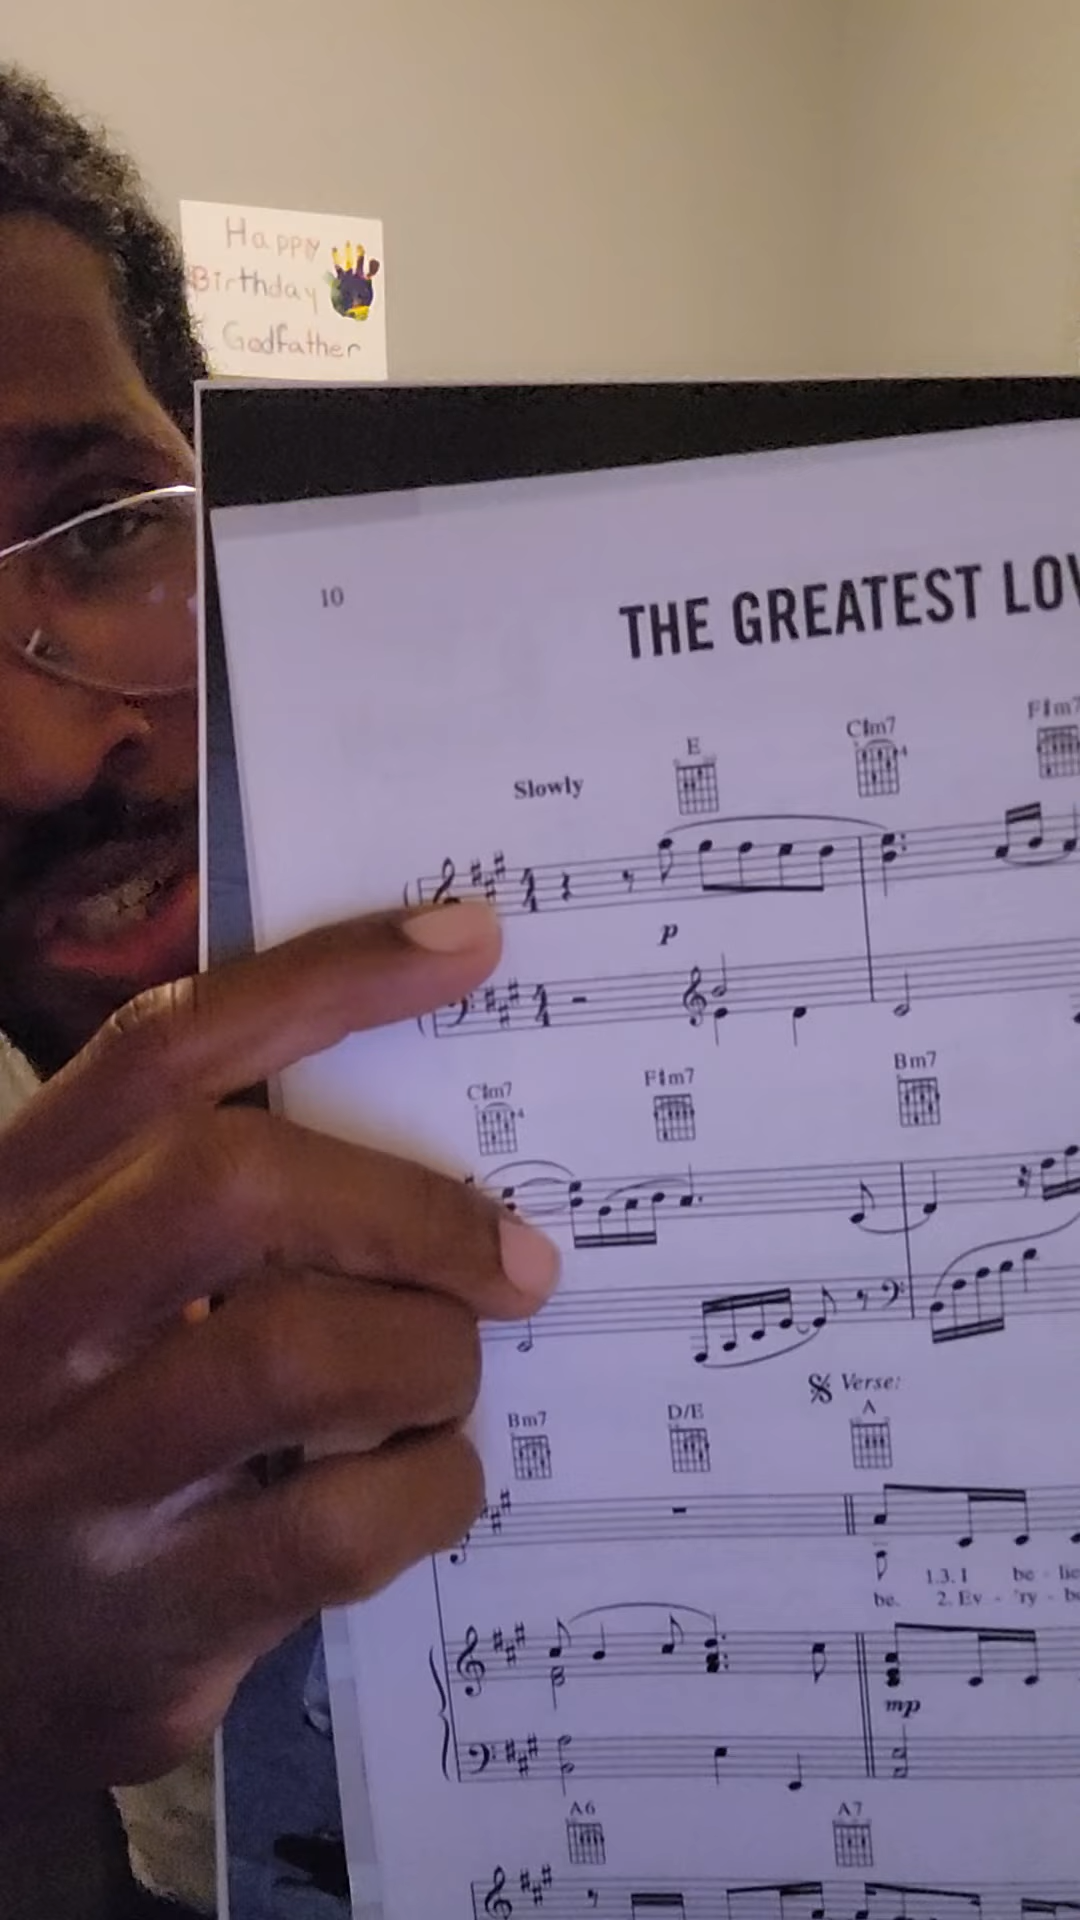 Happy
Birthday
Godfather
10
THE GREATEST
E C#m7 F#m7
Slowly
p
C#m7 F#m7 Bm7
Verse:
Bm7 D/E A
1.3. I be - lie
be. 2. Ev - 'ry - b
mp
A6 A7